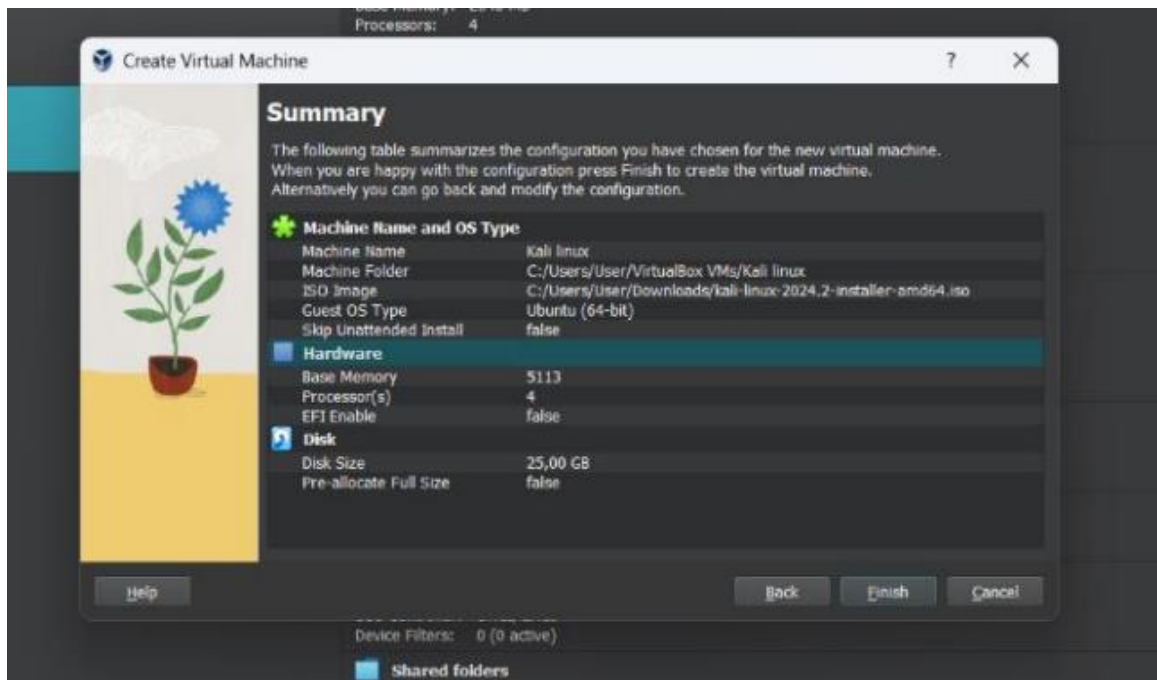 Processors: 4
Create Virtual Machine ?
Summary
The following table summarizes the configuration you have chosen for the new virtual machine.
When you are happy with the configuration press Finish to create the virtual machine.
Alternatively you can go back and modify the configuration.
Machine Name and OS Type
Machine Name Kali linux
Machine Folder C:/Users/User/VirtualBox VMs/Kali linux
ISO Image C:/Users/User/Downloads/kali-linux-2024.2-installer-amd64.iso
Guest OS Type Ubuntu (64-bit)
Skip Unattended Install false
Hardware
Base Memory 5113
Processor(s) 4
EFI Enable false
Disk
Disk Size 25,00 GB
Pre-allocate Full Size false
Help Back Finish Cancel
Device Filters: 0 (0 active)
Shared folders